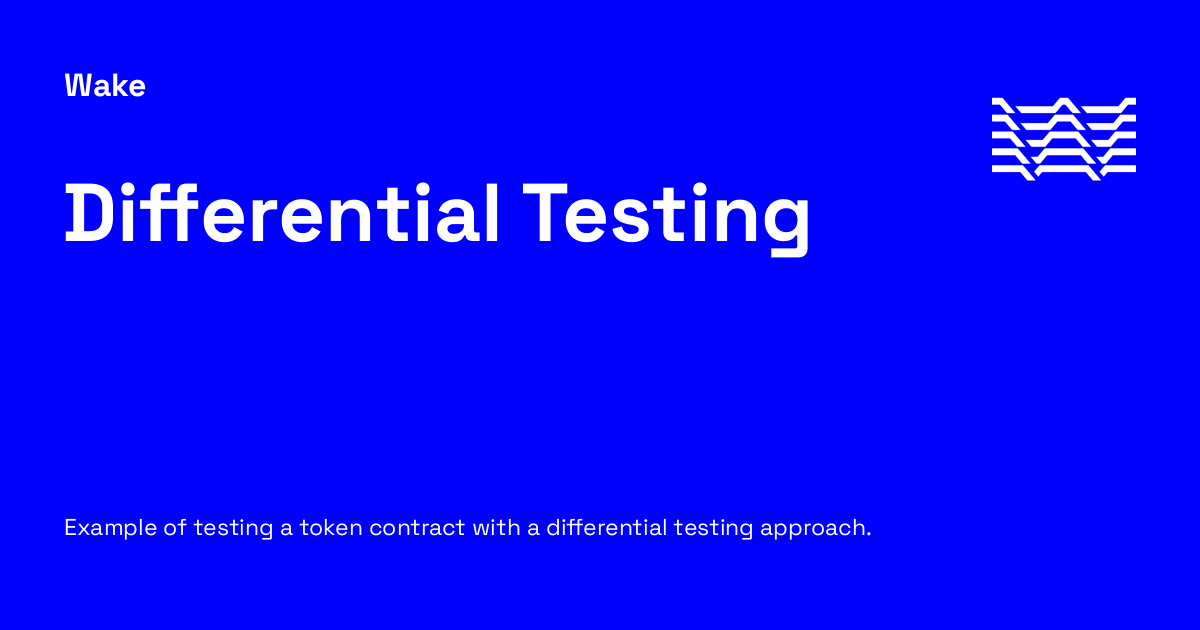 Wake
Differential Testing
Example of testing a token contract with a differential testing approach.